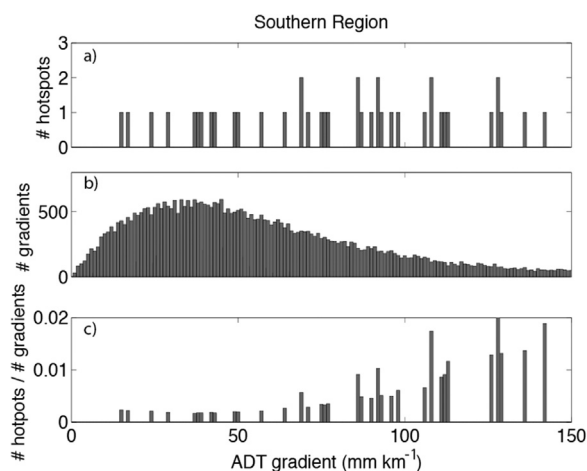 Southern Region
a)
# hotspots
3
2
1
0
b)
# gradients
500
0
c)
# hotpots / # gradients
0.02
0.01
0
0 50 100 150
ADT gradient (mm km-1)